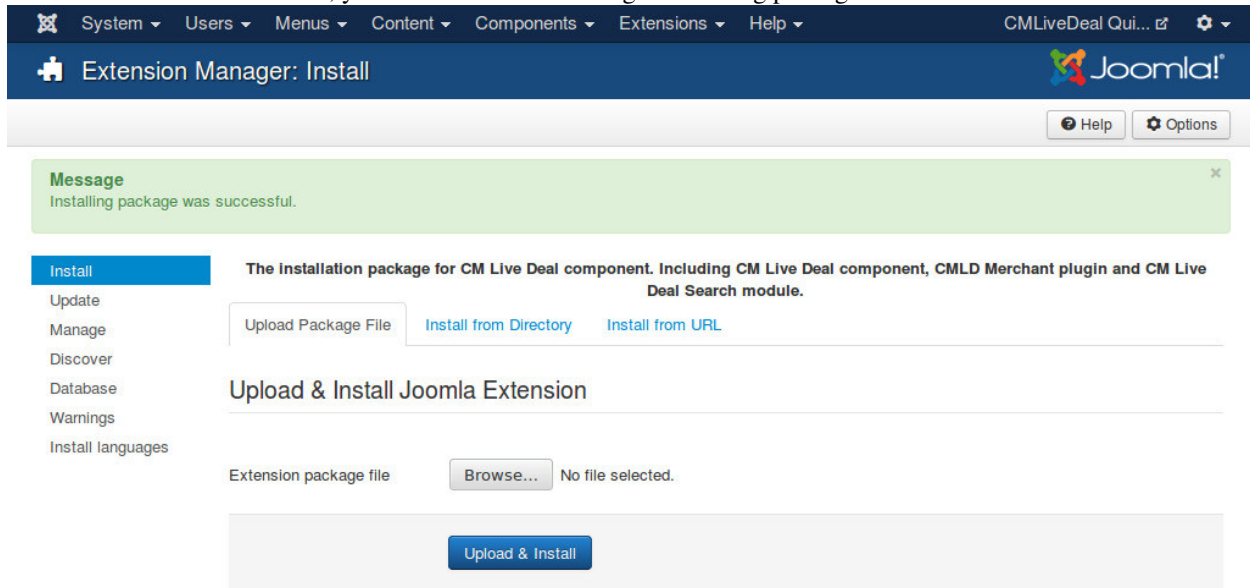 System Users Menus Content Components Extensions Help CMLiveDeal Qui...
Extension Manager: Install Joomla!
Help Options
Message
Installing package was successful.
Install
Update
Manage
Discover
Database
Warnings
Install languages
The installation package for CM Live Deal component. Including CM Live Deal component, CMLD Merchant plugin and CM Live
Deal Search module.
Upload Package File Install from Directory Install from URL
Upload & Install Joomla Extension
Extension package file Browse... No file selected.
Upload & Install